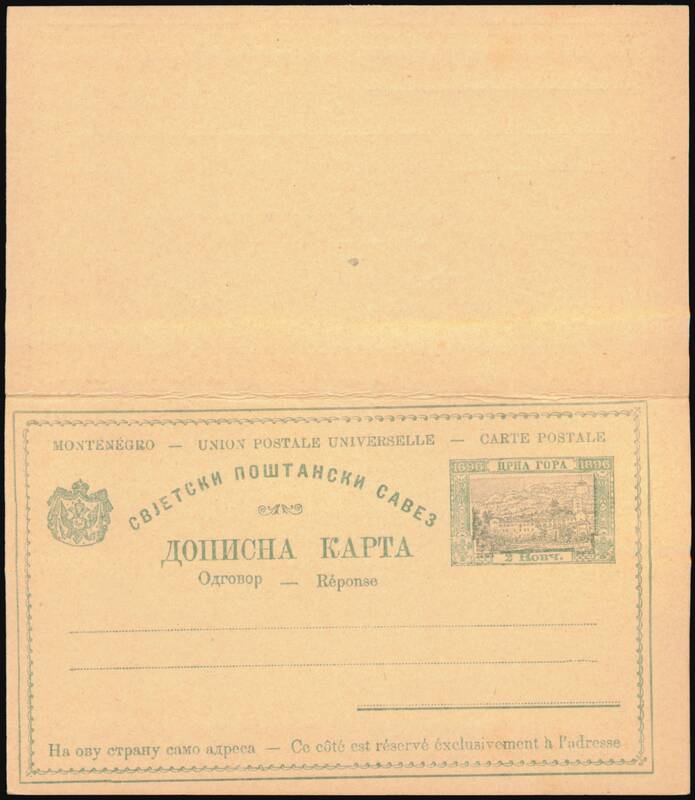 MONTÉNÉGRO — UNION POSTALE UNIVERSELLE — CARTE POSTALE
СВЈЕТСКИ ПОШТАНСКИ САВЕЗ
1696 ЦРНА ГОРА 1896
2 Новч.
ДОПИСНА КАРТА
Одговор — Réponse
На ову страну само адреса — Ce côté est réservé éxclusivement à l'adresse